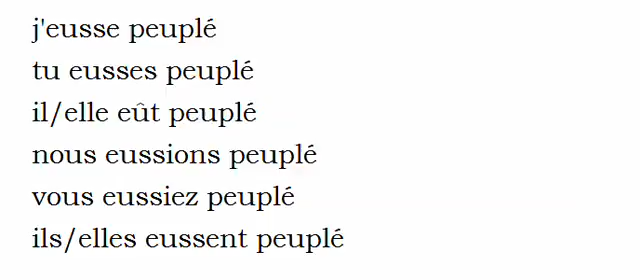 j'eusse peuplé
tu eusses peuplé
il/elle eût peuplé
nous eussions peuplé
vous eussiez peuplé
ils/elles eussent peuplé